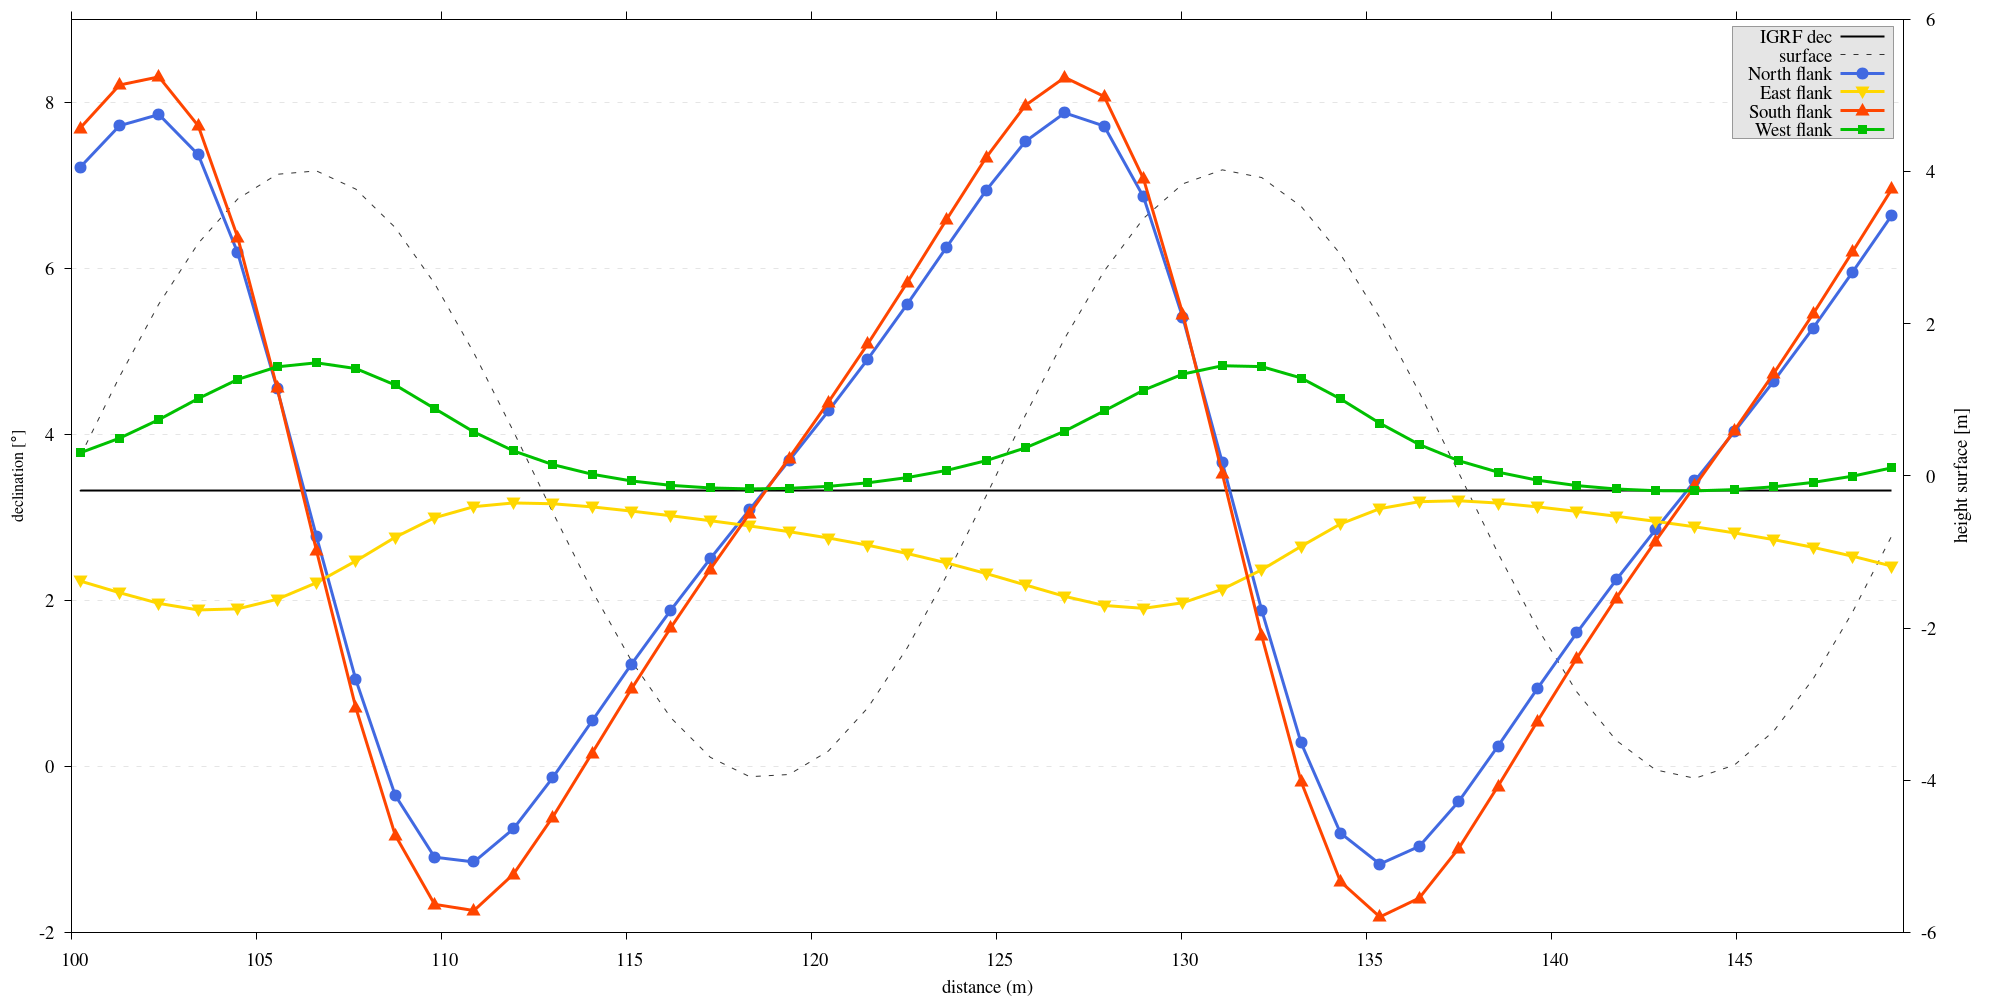 IGRF dec
surface
North flank
East flank
South flank
West flank
declination [°]
8
6
4
2
0
-2
height surface [m]
6
4
2
0
-2
-4
-6
100 105 110 115 120 125 130 135 140 145
distance (m)